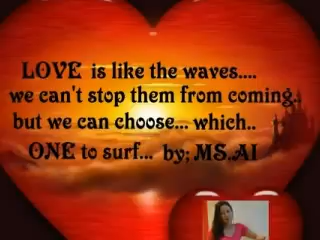 LOVE is like the waves....
we can't stop them from coming..
but we can choose... which..
ONE to surf... by; MS.AI